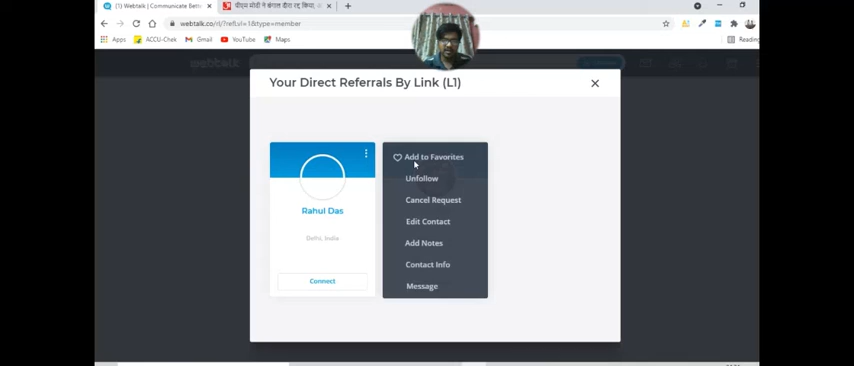 (1) Webtalk | Communicate Bette
पीएम मोदी ने बंगाल दौरा रद्द किया,
webtalk.co/rl/?refLvl=1&type=member
Apps ACCU-Chek Gmail YouTube Maps Reading
webtalk
Your Direct Referrals By Link (L1)
Rahul Das
Delhi, India
Connect
Add to Favorites
Unfollow
Cancel Request
Edit Contact
Add Notes
Contact Info
Message